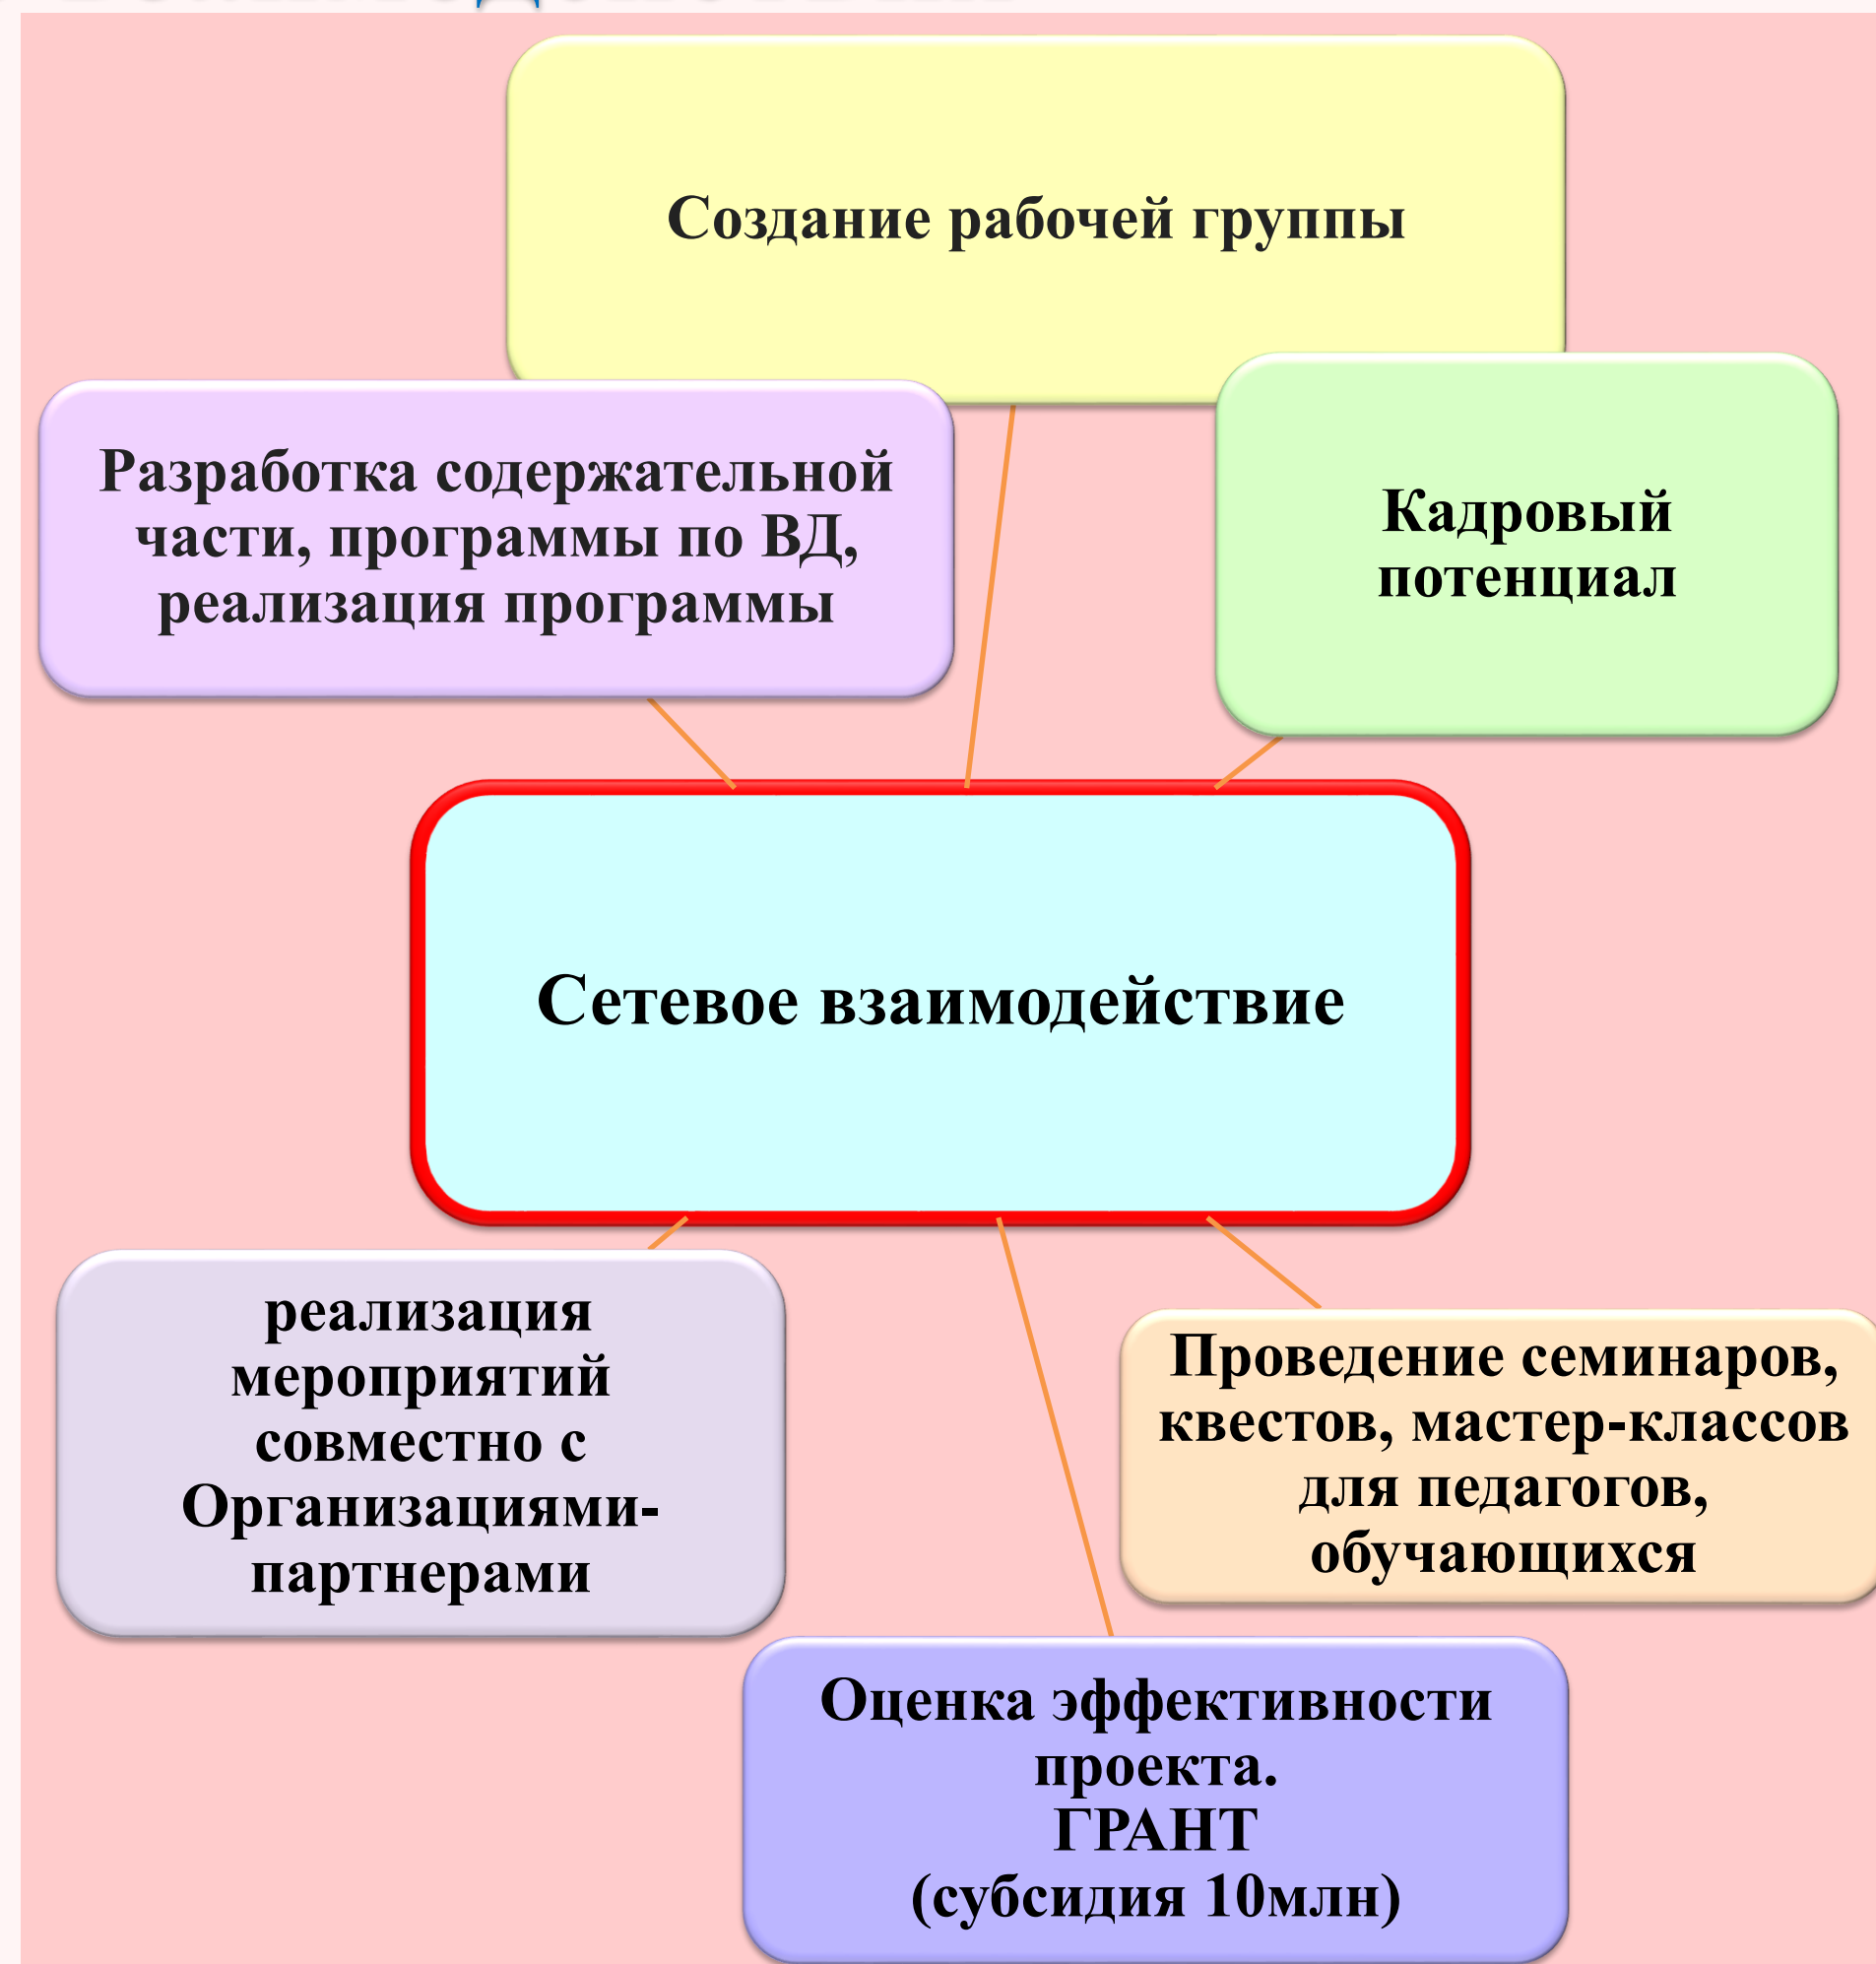 Создание рабочей группы
Разработка содержательной
части, программы по ВД,
реализация программы
Кадровый
потенциал
Сетевое взаимодействие
реализация
мероприятий
совместно с
Организациями-
партнерами
Проведение семинаров,
квестов, мастер-классов
для педагогов,
обучающихся
Оценка эффективности
проекта.
ГРАНТ
(субсидия 10млн)